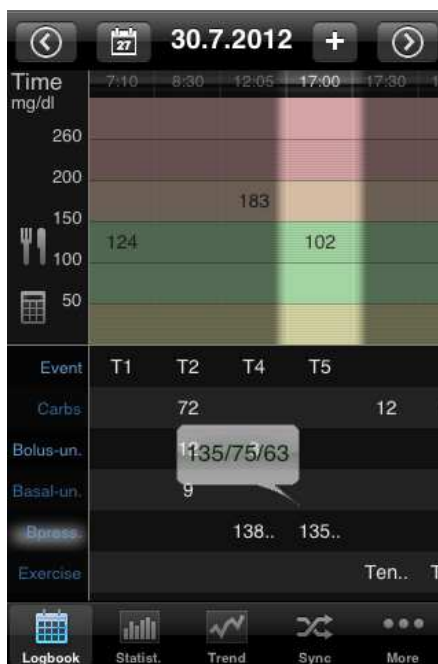 27
30.7.2012 +
Time 7:10 8:30 12:05 17:00 17:30
mg/dl
260
200
183
150
124 102
100
50
Event T1 T2 T4 T5
Carbs 72 12
Bolus-un.
135/75/63
Basal-un. 9
Bpress. 138.. 135..
Exercise Ten..
Logbook Statist. Trend Sync More